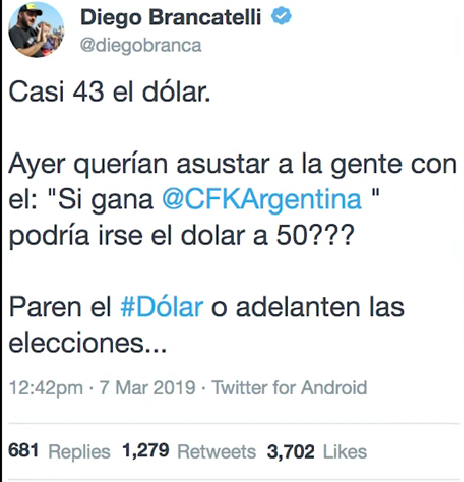 Diego Brancatelli
@diegobranca
Casi 43 el dólar.
Ayer querían asustar a la gente con
el: "Si gana @CFKArgentina "
podría irse el dolar a 50???
Paren el #Dólar o adelanten las
elecciones...
12:42pm · 7 Mar 2019 · Twitter for Android
681 Replies 1,279 Retweets 3,702 Likes